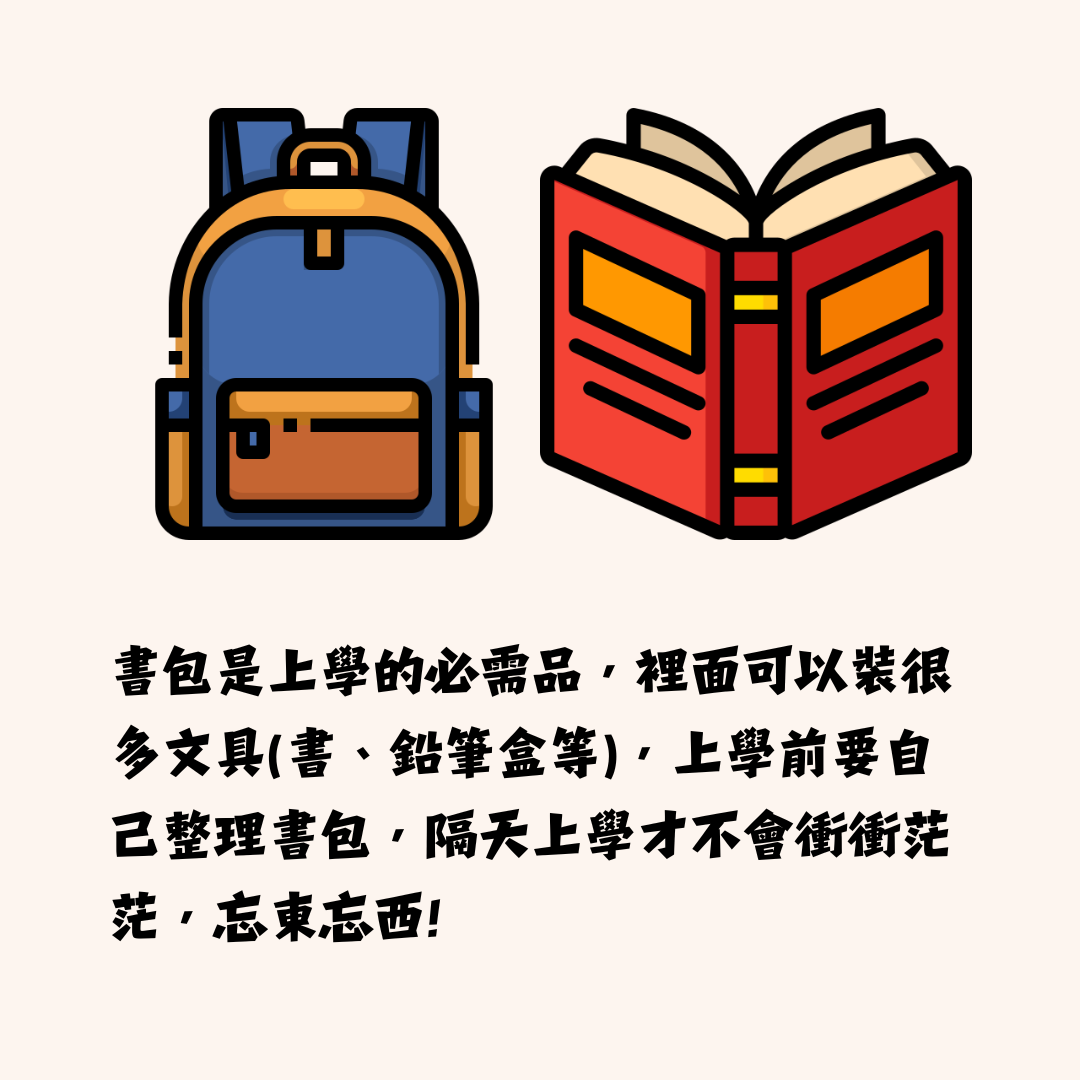 書包是上學的必需品，裡面可以裝很
多文具(書、鉛筆盒等)，上學前要自
己整理書包，隔天上學才不會衝衝茫
茫，忘東忘西!